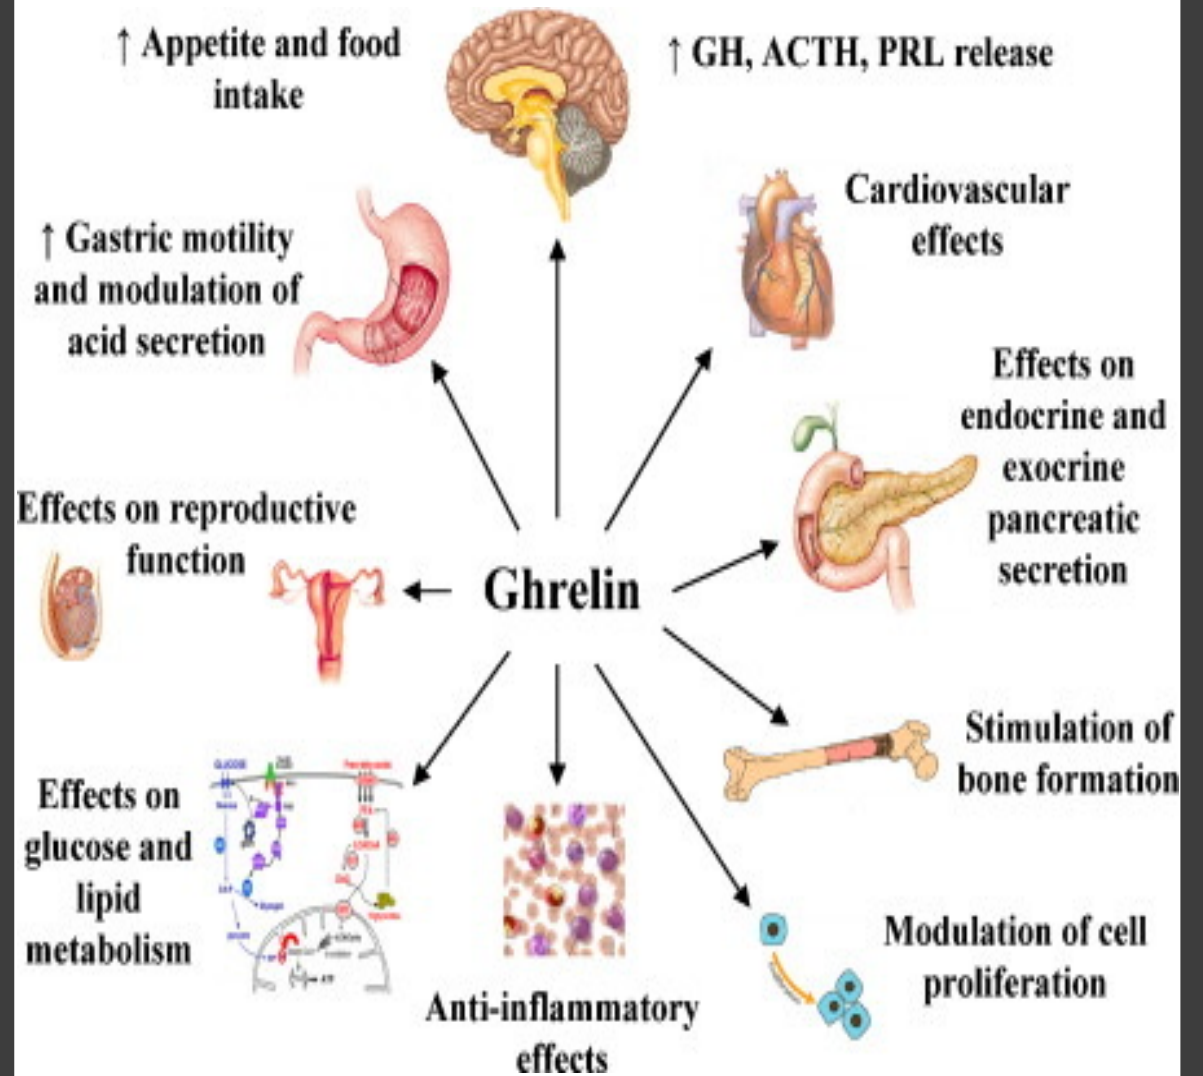 ↑ Appetite and food
intake
↑ GH, ACTH, PRL release
Cardiovascular
effects
↑ Gastric motility
and modulation of
acid secretion
Effects on
endocrine and
exocrine
pancreatic
secretion
Effects on reproductive
function
Ghrelin
Stimulation of
bone formation
Effects on
glucose and
lipid
metabolism
GLUCOSE
Modulation of cell
proliferation
Anti-inflammatory
effects